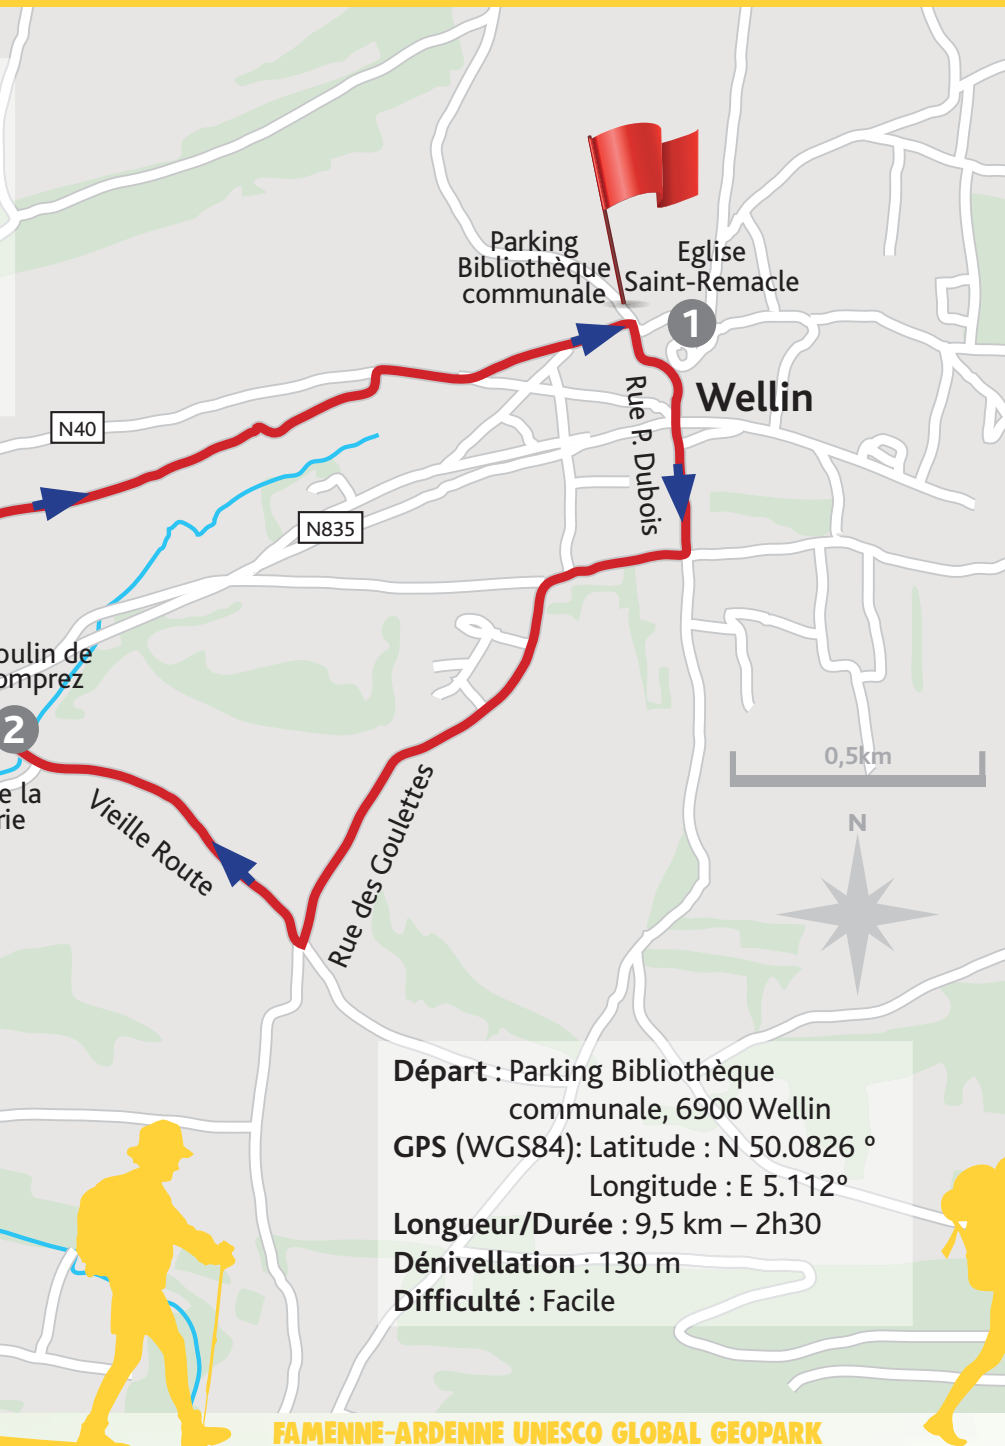 Parking
Bibliothèque
communale
Eglise
Saint-Remacle
1
Wellin
Rue P. Dubois
N40
N835
oulin de
omprez
2
e la
rie
Vieille Route
Rue des Goulettes
0,5km
N
Départ : Parking Bibliothèque
communale, 6900 Wellin
GPS (WGS84): Latitude : N 50.0826 °
Longitude : E 5.112°
Longueur/Durée : 9,5 km – 2h30
Dénivellation : 130 m
Difficulté : Facile
FAMENNE-ARDENNE UNESCO GLOBAL GEOPARK